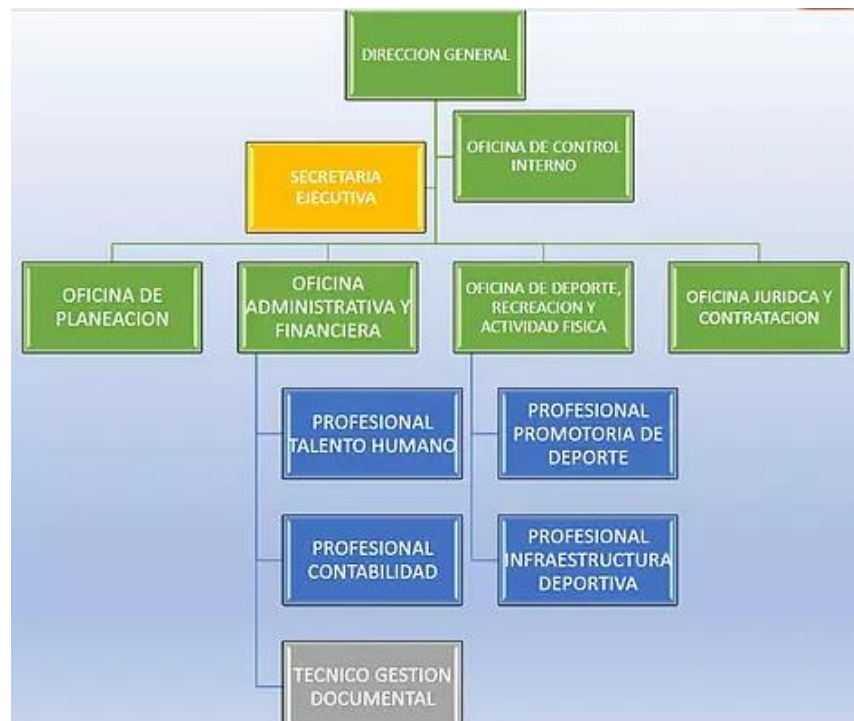 DIRECCION GENERAL
OFICINA DE CONTROL
INTERNO
SECRETARIA
EJECUTIVA
OFICINA DE
PLANEACION
OFICINA
ADMINISTRATIVA Y
FINANCIERA
OFICINA DE DEPORTE,
RECREACION Y
ACTIVIDAD FISICA
OFICINA JURIDCA Y
CONTRATACION
PROFESIONAL
TALENTO HUMANO
PROFESIONAL
PROMOTORIA DE
DEPORTE
PROFESIONAL
CONTABILIDAD
PROFESIONAL
INFRAESTRUCTURA
DEPORTIVA
TECNICO GESTION
DOCUMENTAL